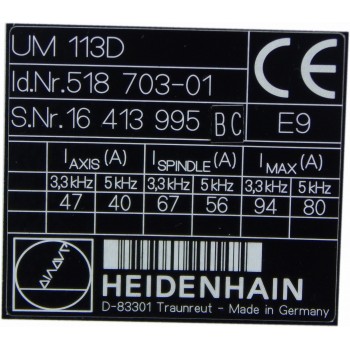 UM 113D
Id.Nr.518 703-01
S.Nr.16 413 995 BC E9
CE
I AXIS (A) I SPINDLE (A) I MAX (A)
3,3 kHz 5 kHz 3,3 kHz 5 kHz 3,3 kHz 5 kHz
47 40 67 56 94 80
HEIDENHAIN
D-83301 Traunreut - Made in Germany